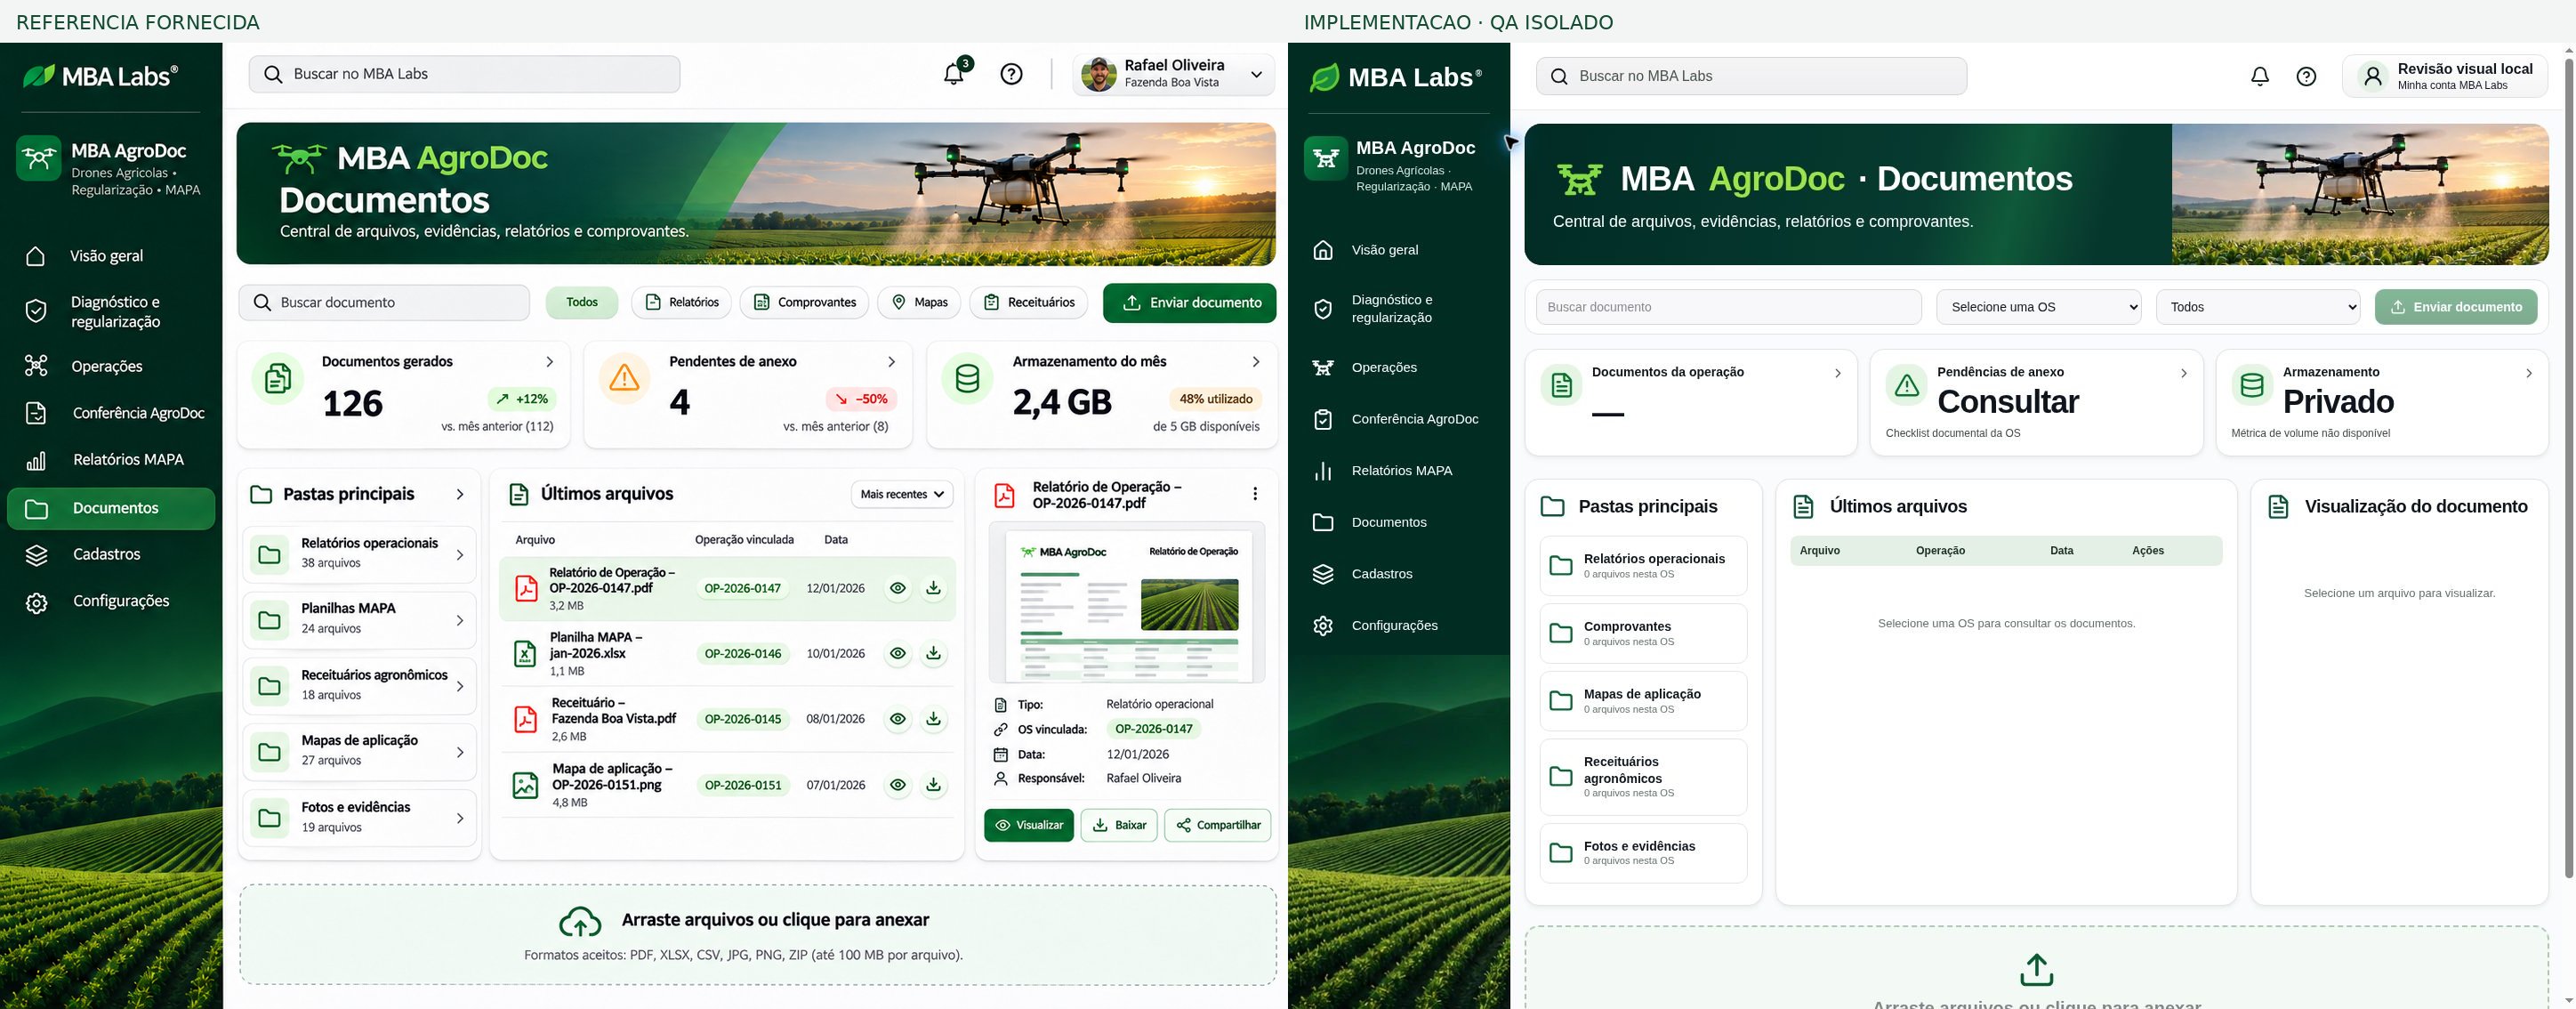 REFERENCIA FORNECIDA
MBA Labs®
MBA AgroDoc
Drones Agrícolas •
Regularização • MAPA
Visão geral
Diagnóstico e
regularização
Operações
Conferência AgroDoc
Relatórios MAPA
Documentos
Cadastros
Configurações
Buscar no MBA Labs
3
Rafael Oliveira
Fazenda Boa Vista
MBA AgroDoc
Documentos
Central de arquivos, evidências, relatórios e comprovantes.
Buscar documento
Todos
Relatórios
Comprovantes
Mapas
Receituários
Enviar documento
Documentos gerados
126
+12%
vs. mês anterior (112)
Pendentes de anexo
4
−50%
vs. mês anterior (8)
Armazenamento do mês
2,4 GB
48% utilizado
de 5 GB disponíveis
Pastas principais
Relatórios operacionais
38 arquivos
Planilhas MAPA
24 arquivos
Receituários agronômicos
18 arquivos
Mapas de aplicação
27 arquivos
Fotos e evidências
19 arquivos
Últimos arquivos
Mais recentes
Arquivo Operação vinculada Data
Relatório de Operação –
OP-2026-0147.pdf
3,2 MB
OP-2026-0147
12/01/2026
Planilha MAPA –
jan-2026.xlsx
1,1 MB
OP-2026-0146
10/01/2026
Receituário –
Fazenda Boa Vista.pdf
2,6 MB
OP-2026-0145
08/01/2026
Mapa de aplicação –
OP-2026-0151.png
4,8 MB
OP-2026-0151
07/01/2026
Relatório de Operação –
OP-2026-0147.pdf
MBA AgroDoc
Relatório de Operação
Tipo: Relatório operacional
OS vinculada: OP-2026-0147
Data: 12/01/2026
Responsável: Rafael Oliveira
Visualizar
Baixar
Compartilhar
Arraste arquivos ou clique para anexar
Formatos aceitos: PDF, XLSX, CSV, JPG, PNG, ZIP (até 100 MB por arquivo).
IMPLEMENTACAO · QA ISOLADO
MBA Labs®
MBA AgroDoc
Drones Agrícolas ·
Regularização · MAPA
Visão geral
Diagnóstico e
regularização
Operações
Conferência AgroDoc
Relatórios MAPA
Documentos
Cadastros
Configurações
Buscar no MBA Labs
Revisão visual local
Minha conta MBA Labs
MBA AgroDoc · Documentos
Central de arquivos, evidências, relatórios e comprovantes.
Buscar documento
Selecione uma OS
Todos
Enviar documento
Documentos da operação
—
Pendências de anexo
Consultar
Checklist documental da OS
Armazenamento
Privado
Métrica de volume não disponível
Pastas principais
Relatórios operacionais
0 arquivos nesta OS
Comprovantes
0 arquivos nesta OS
Mapas de aplicação
0 arquivos nesta OS
Receituários
agronômicos
0 arquivos nesta OS
Fotos e evidências
0 arquivos nesta OS
Últimos arquivos
Arquivo Operação Data Ações
Selecione uma OS para consultar os documentos.
Visualização do documento
Selecione um arquivo para visualizar.
Arraste arquivos ou clique para anexar